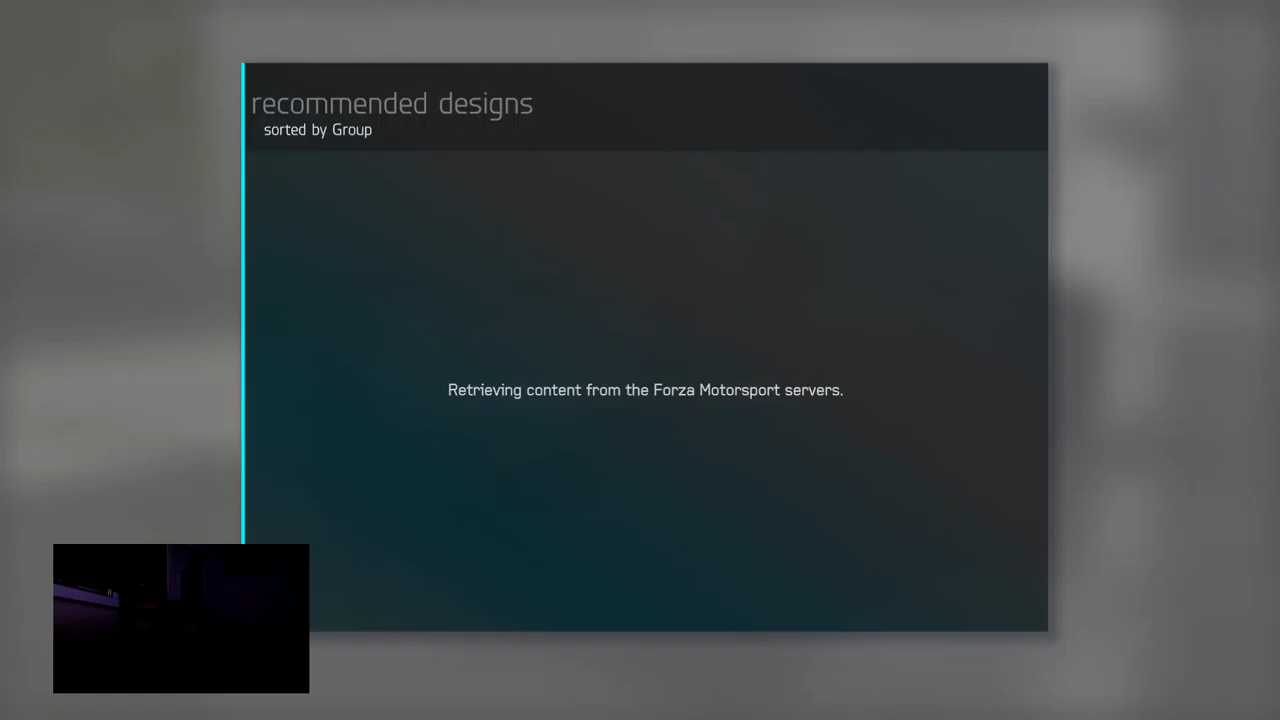 recommended designs
sorted by Group
Retrieving content from the Forza Motorsport servers.